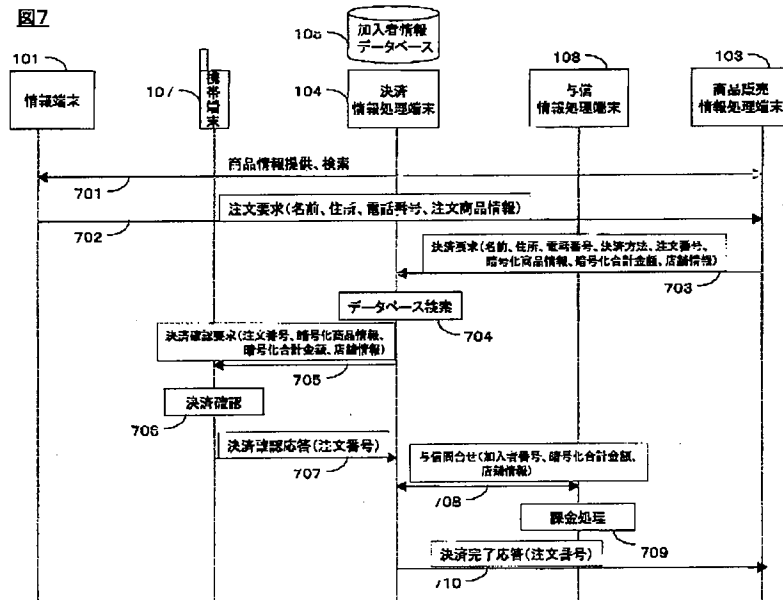 図7
106
加入者情報
データベース
101
情報端末
107
携帯端末
104
決済
情報処理端末
108
与信
情報処理端末
103
商品販売
情報処理端末
商品情報提供、検索
701
注文要求(名前、住所、電話番号、注文商品情報)
702
決済要求(名前、住所、電話番号、決済方法、注文番号、
暗号化商品情報、暗号化合計金額、店舗情報)
703
データベース検索
704
決済確認要求(注文番号、暗号化商品情報、
暗号化合計金額、店舗情報)
705
決済確認
706
決済確認応答(注文番号)
707
与信問合せ(加入者番号、暗号化合計金額、
店舗情報)
708
課金処理
709
決済完了応答(注文番号)
710